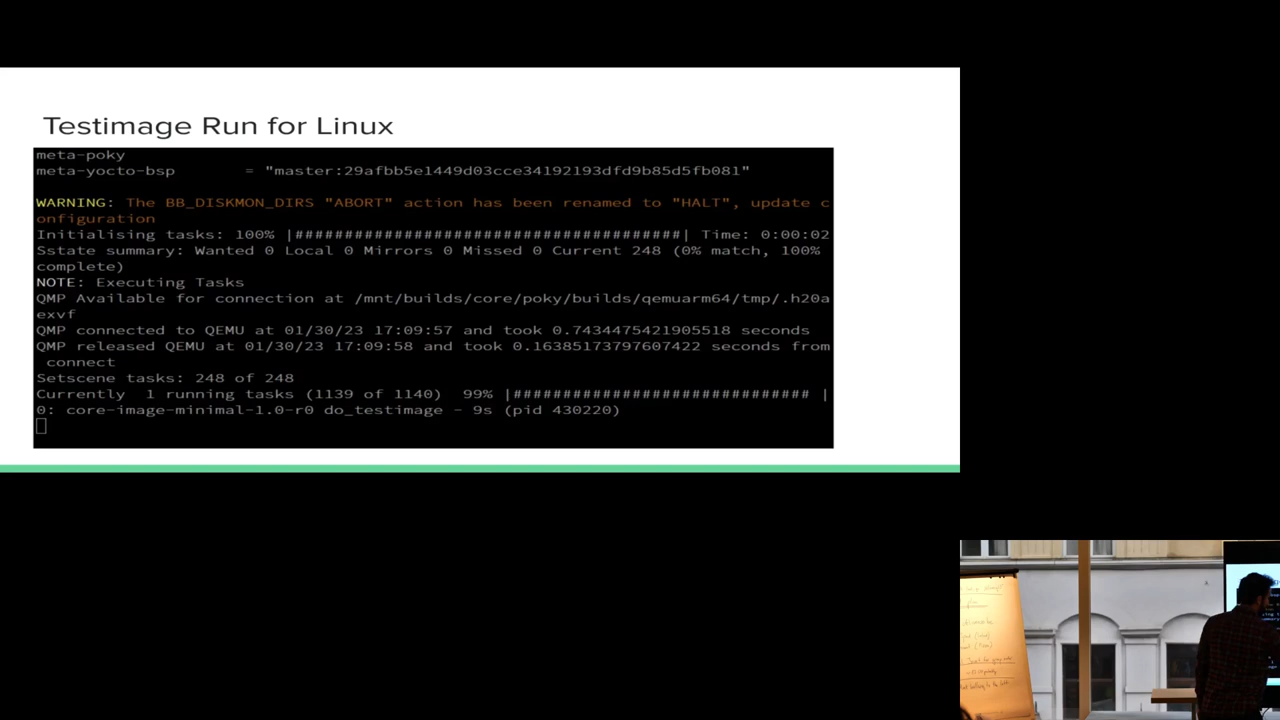 Testimage Run for Linux
meta-poky
meta-yocto-bsp       = "master:29afbb5e1449d03cce34192193dfd9b85d5fb081"
WARNING: The BB_DISKMON_DIRS "ABORT" action has been renamed to "HALT", update c
onfiguration
Initialising tasks: 100% |#######################################| Time: 0:00:02
Sstate summary: Wanted 0 Local 0 Mirrors 0 Missed 0 Current 248 (0% match, 100%
complete)
NOTE: Executing Tasks
QMP Available for connection at /mnt/builds/core/poky/builds/qemuarm64/tmp/.h20a
exvf
QMP connected to QEMU at 01/30/23 17:09:57 and took 0.7434475421905518 seconds
QMP released QEMU at 01/30/23 17:09:58 and took 0.16385173797607422 seconds from
 connect
Setscene tasks: 248 of 248
Currently  1 running tasks (1139 of 1140)  99% |############################## |
0: core-image-minimal-1.0-r0 do_testimage - 9s (pid 430220)